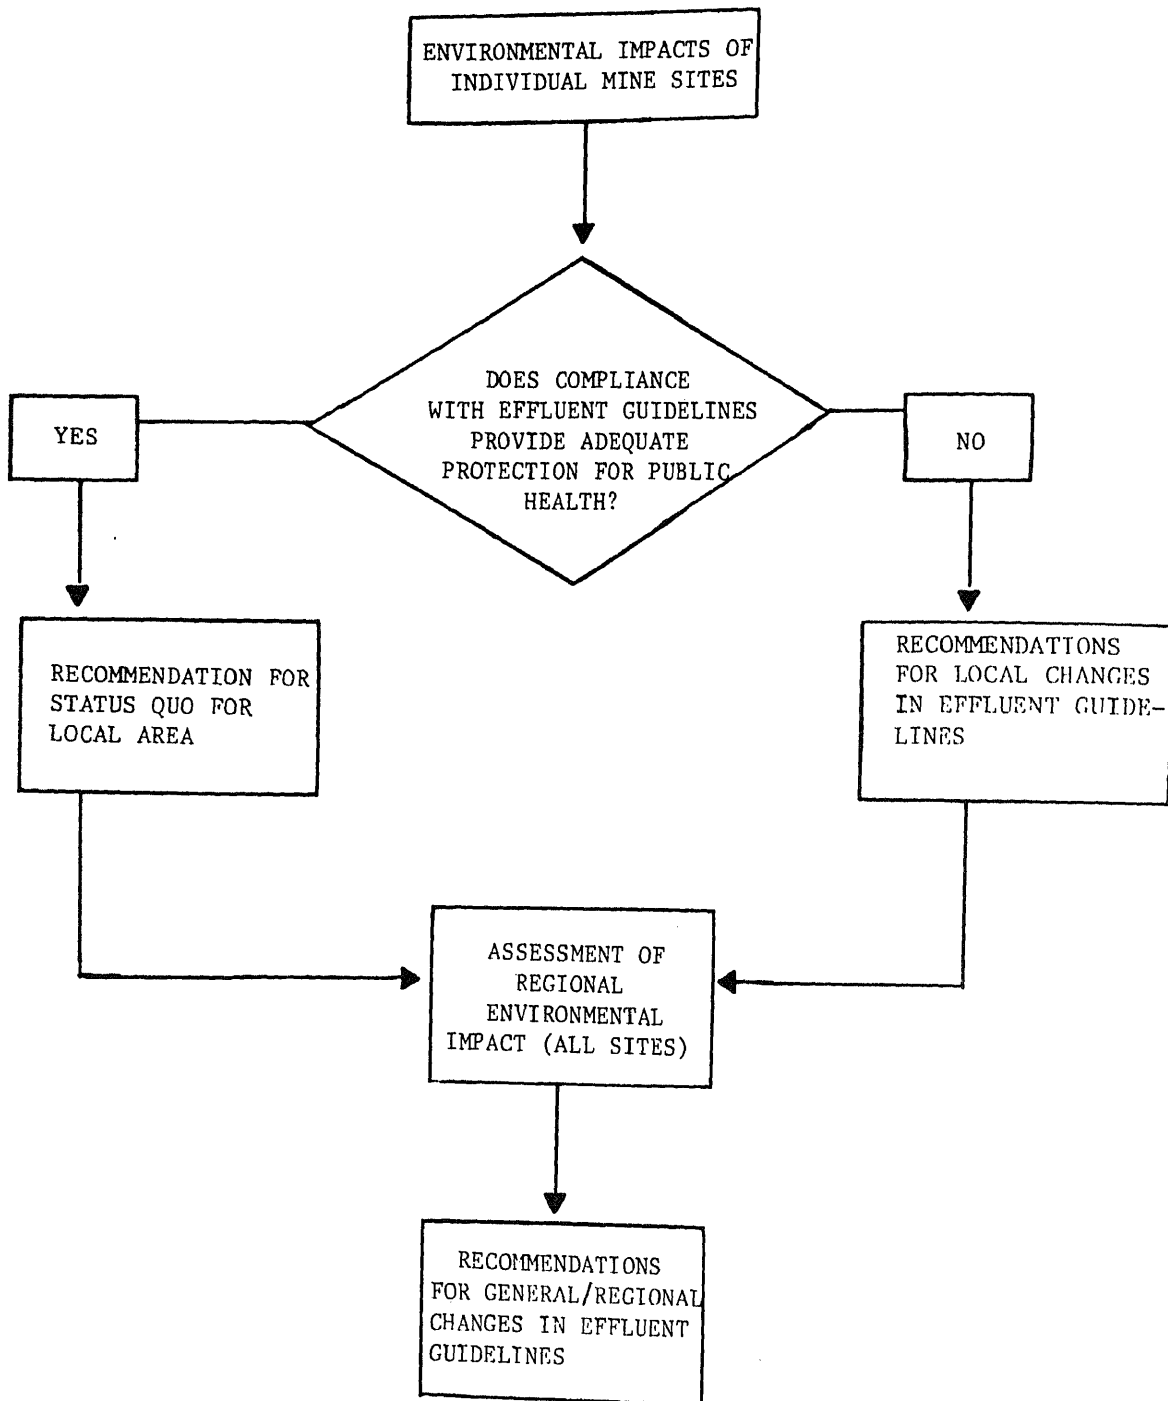 ENVIRONMENTAL IMPACTS OF
INDIVIDUAL MINE SITES
DOES COMPLIANCE
WITH EFFLUENT GUIDELINES
PROVIDE ADEQUATE
PROTECTION FOR PUBLIC
HEALTH?
YES
NO
RECOMMENDATION FOR
STATUS QUO FOR
LOCAL AREA
RECOMMENDATIONS
FOR LOCAL CHANGES
IN EFFLUENT GUIDE-
LINES
ASSESSMENT OF
REGIONAL
ENVIRONMENTAL
IMPACT (ALL SITES)
RECOMMENDATIONS
FOR GENERAL/REGIONAL
CHANGES IN EFFLUENT
GUIDELINES